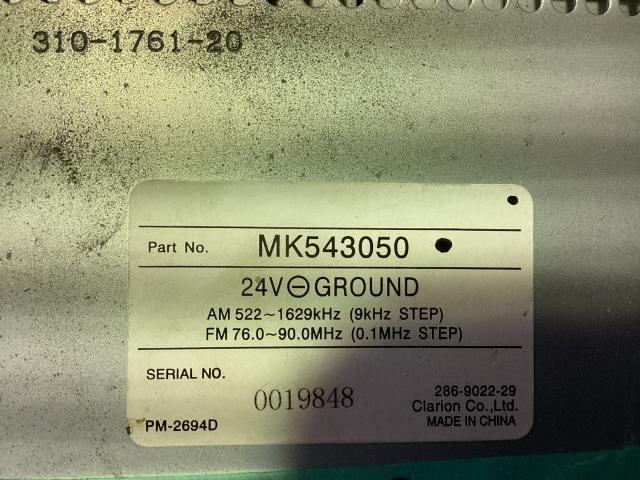 310-1761-20
Part No. MK543050
24V⊖GROUND
AM 522~1629kHz (9kHz STEP)
FM 76.0~90.0MHz (0.1MHz STEP)
SERIAL NO.
0019848
286-9022-29
Clarion Co.,Ltd.
PM-2694D
MADE IN CHINA